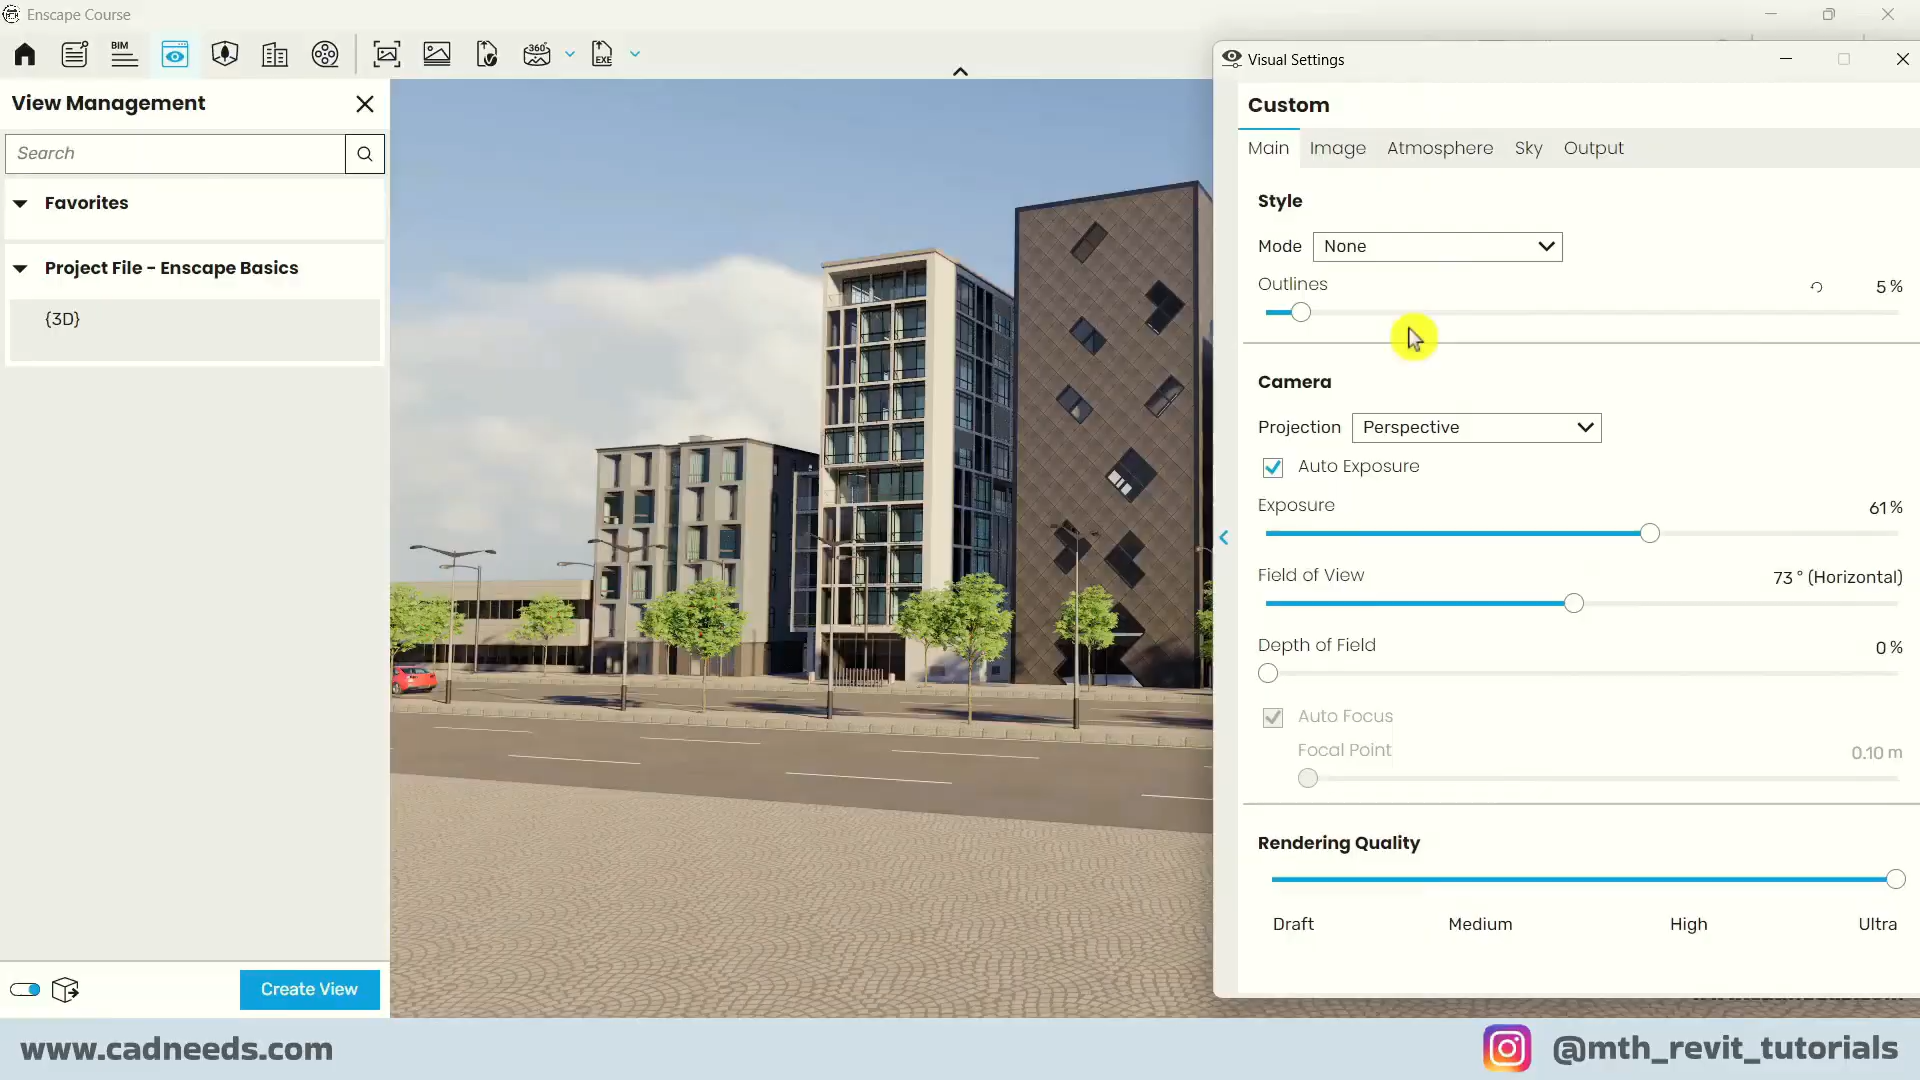 Enscape Course
BIM
360°
EXE
View Management
Search
Favorites
Project File - Enscape Basics
{3D}
Create View
Visual Settings
Custom
Main Image Atmosphere Sky Output
Style
Mode None
Outlines 5 %
Camera
Projection Perspective
Auto Exposure
Exposure 61 %
Field of View 73 ° (Horizontal)
Depth of Field 0 %
Auto Focus
Focal Point 0.10 m
Rendering Quality
Draft Medium High Ultra
www.cadneeds.com
@mth_revit_tutorials